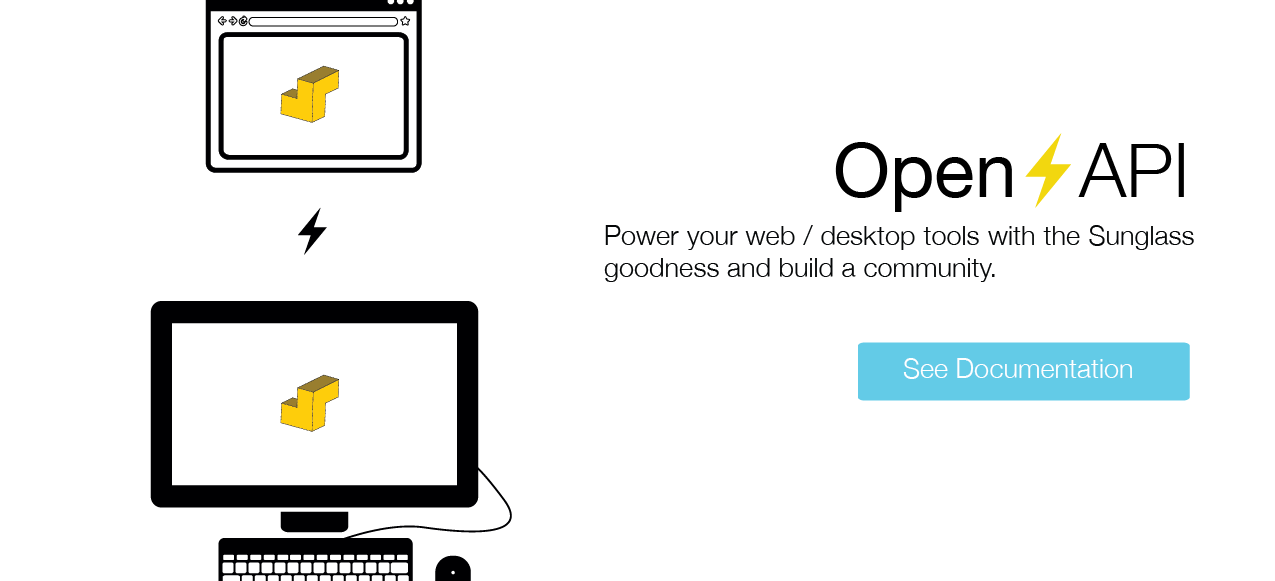 Open API
Power your web / desktop tools with the Sunglass
goodness and build a community.
See Documentation